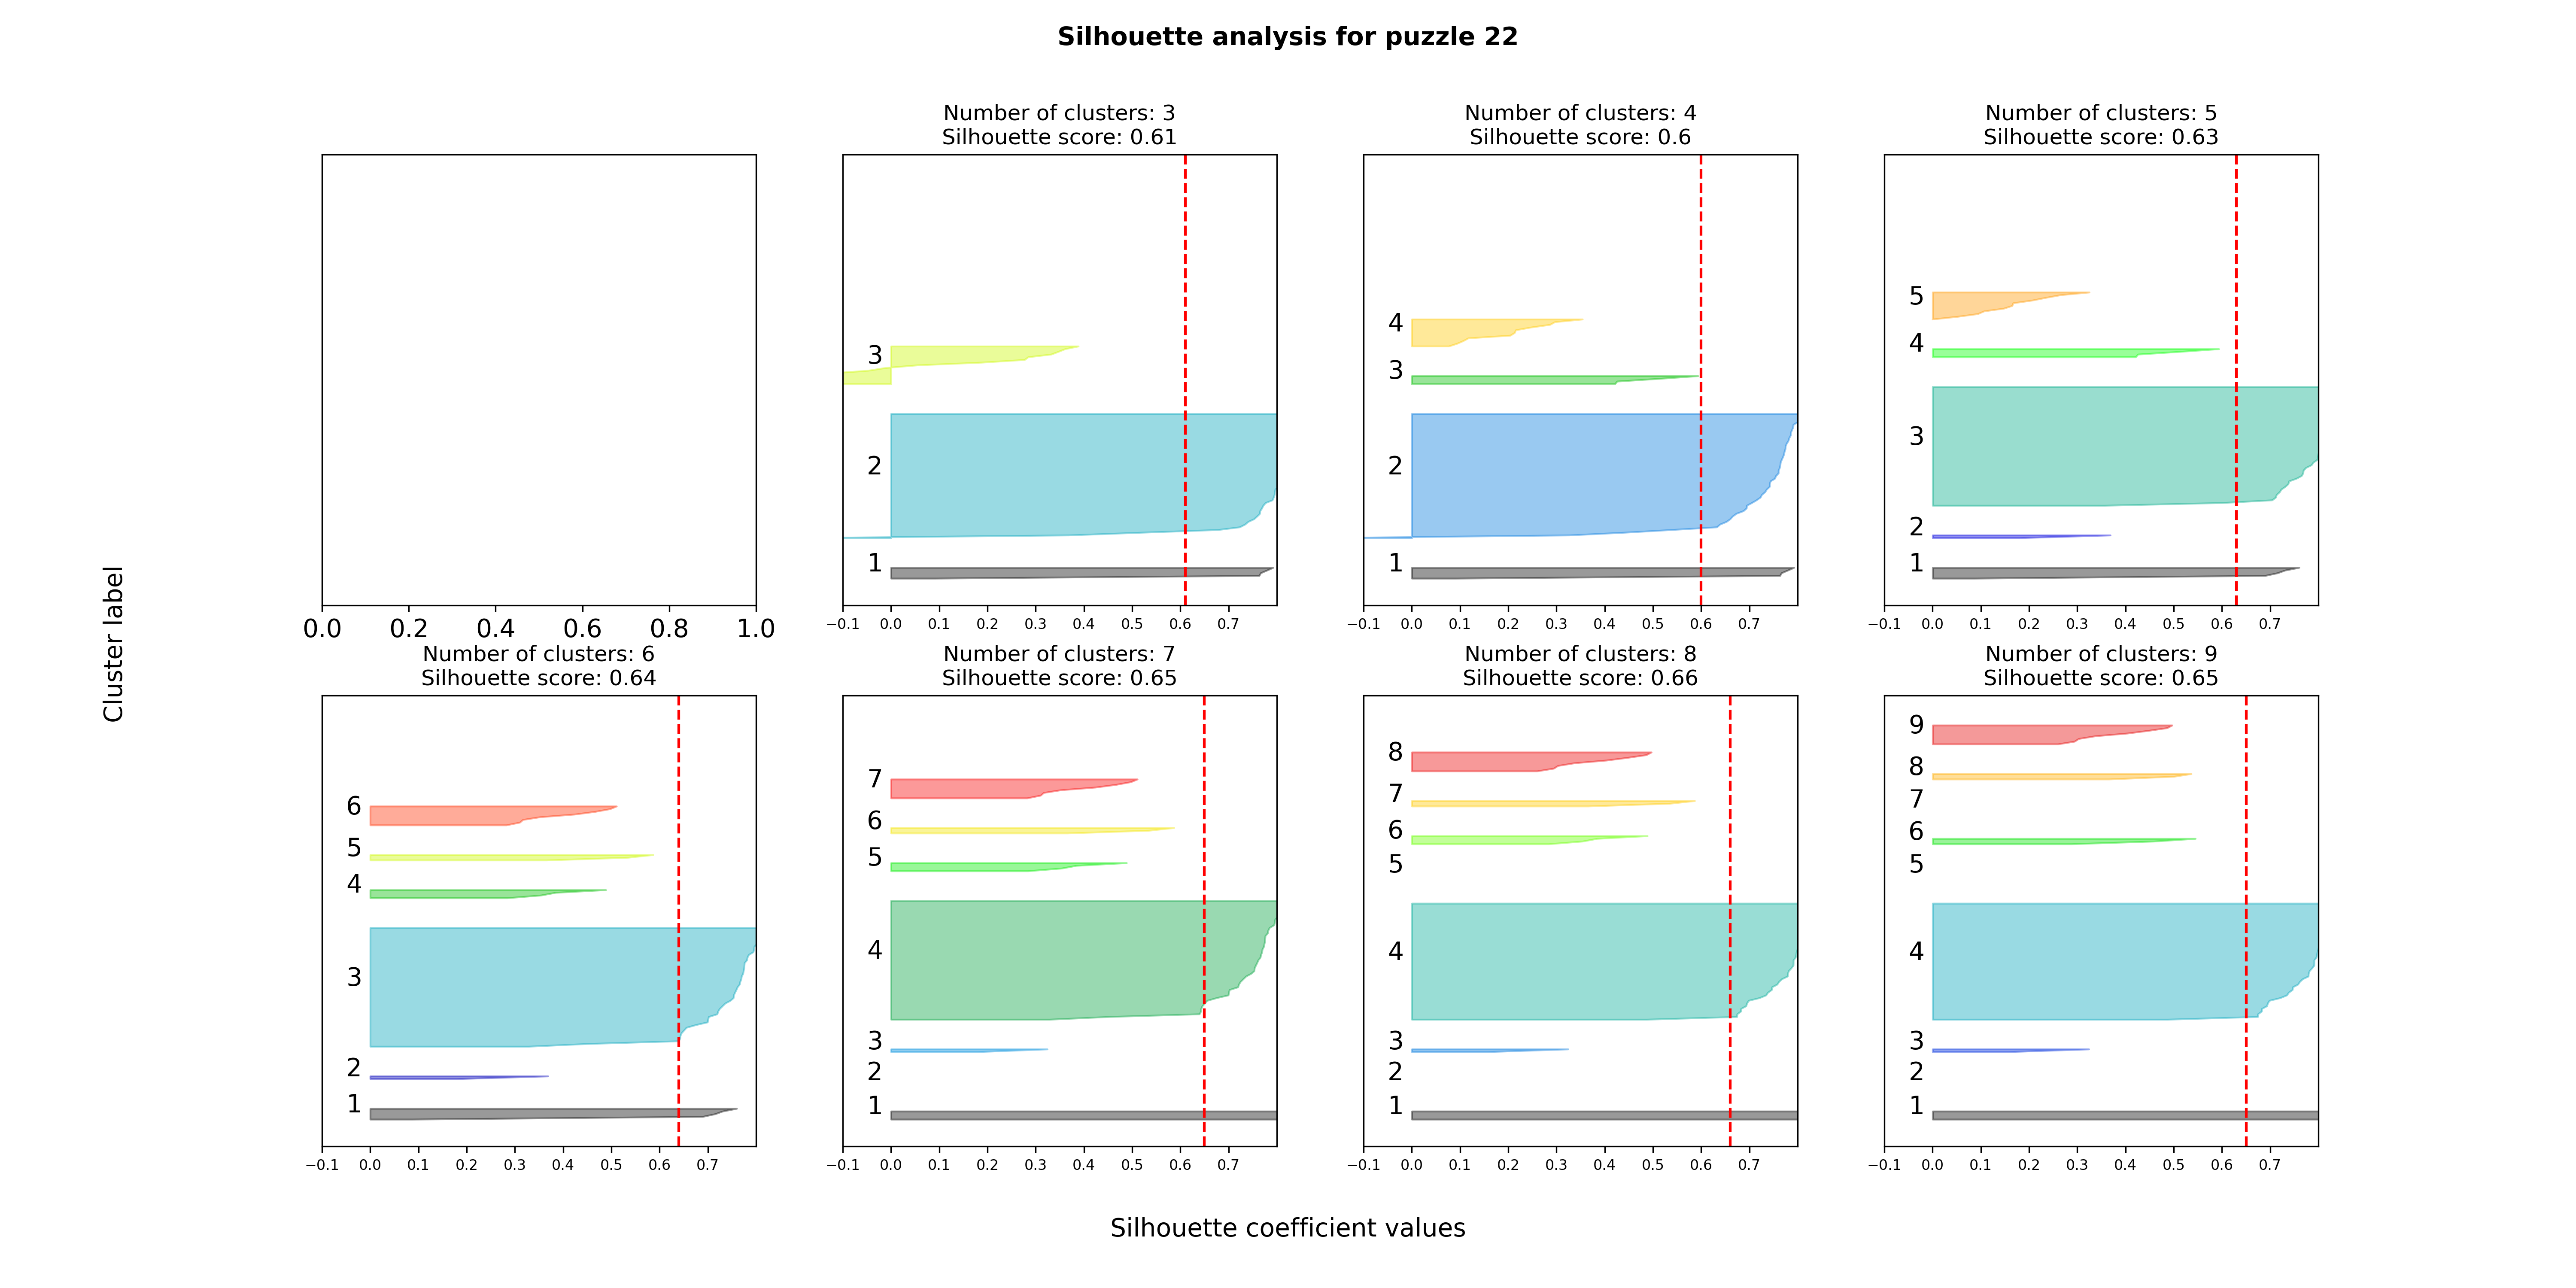 Silhouette analysis for puzzle 22
Number of clusters: 3
Silhouette score: 0.61
Number of clusters: 4
Silhouette score: 0.6
Number of clusters: 5
Silhouette score: 0.63
0.0 0.2 0.4 0.6 0.8 1.0
3
2
1
−0.1 0.0 0.1 0.2 0.3 0.4 0.5 0.6 0.7
4
3
2
1
−0.1 0.0 0.1 0.2 0.3 0.4 0.5 0.6 0.7
5
4
3
2
1
−0.1 0.0 0.1 0.2 0.3 0.4 0.5 0.6 0.7
Cluster label
Number of clusters: 6
Silhouette score: 0.64
Number of clusters: 7
Silhouette score: 0.65
Number of clusters: 8
Silhouette score: 0.66
Number of clusters: 9
Silhouette score: 0.65
6
5
4
3
2
1
−0.1 0.0 0.1 0.2 0.3 0.4 0.5 0.6 0.7
7
6
5
4
3
2
1
−0.1 0.0 0.1 0.2 0.3 0.4 0.5 0.6 0.7
8
7
6
5
4
3
2
1
−0.1 0.0 0.1 0.2 0.3 0.4 0.5 0.6 0.7
9
8
7
6
5
4
3
2
1
−0.1 0.0 0.1 0.2 0.3 0.4 0.5 0.6 0.7
Silhouette coefficient values